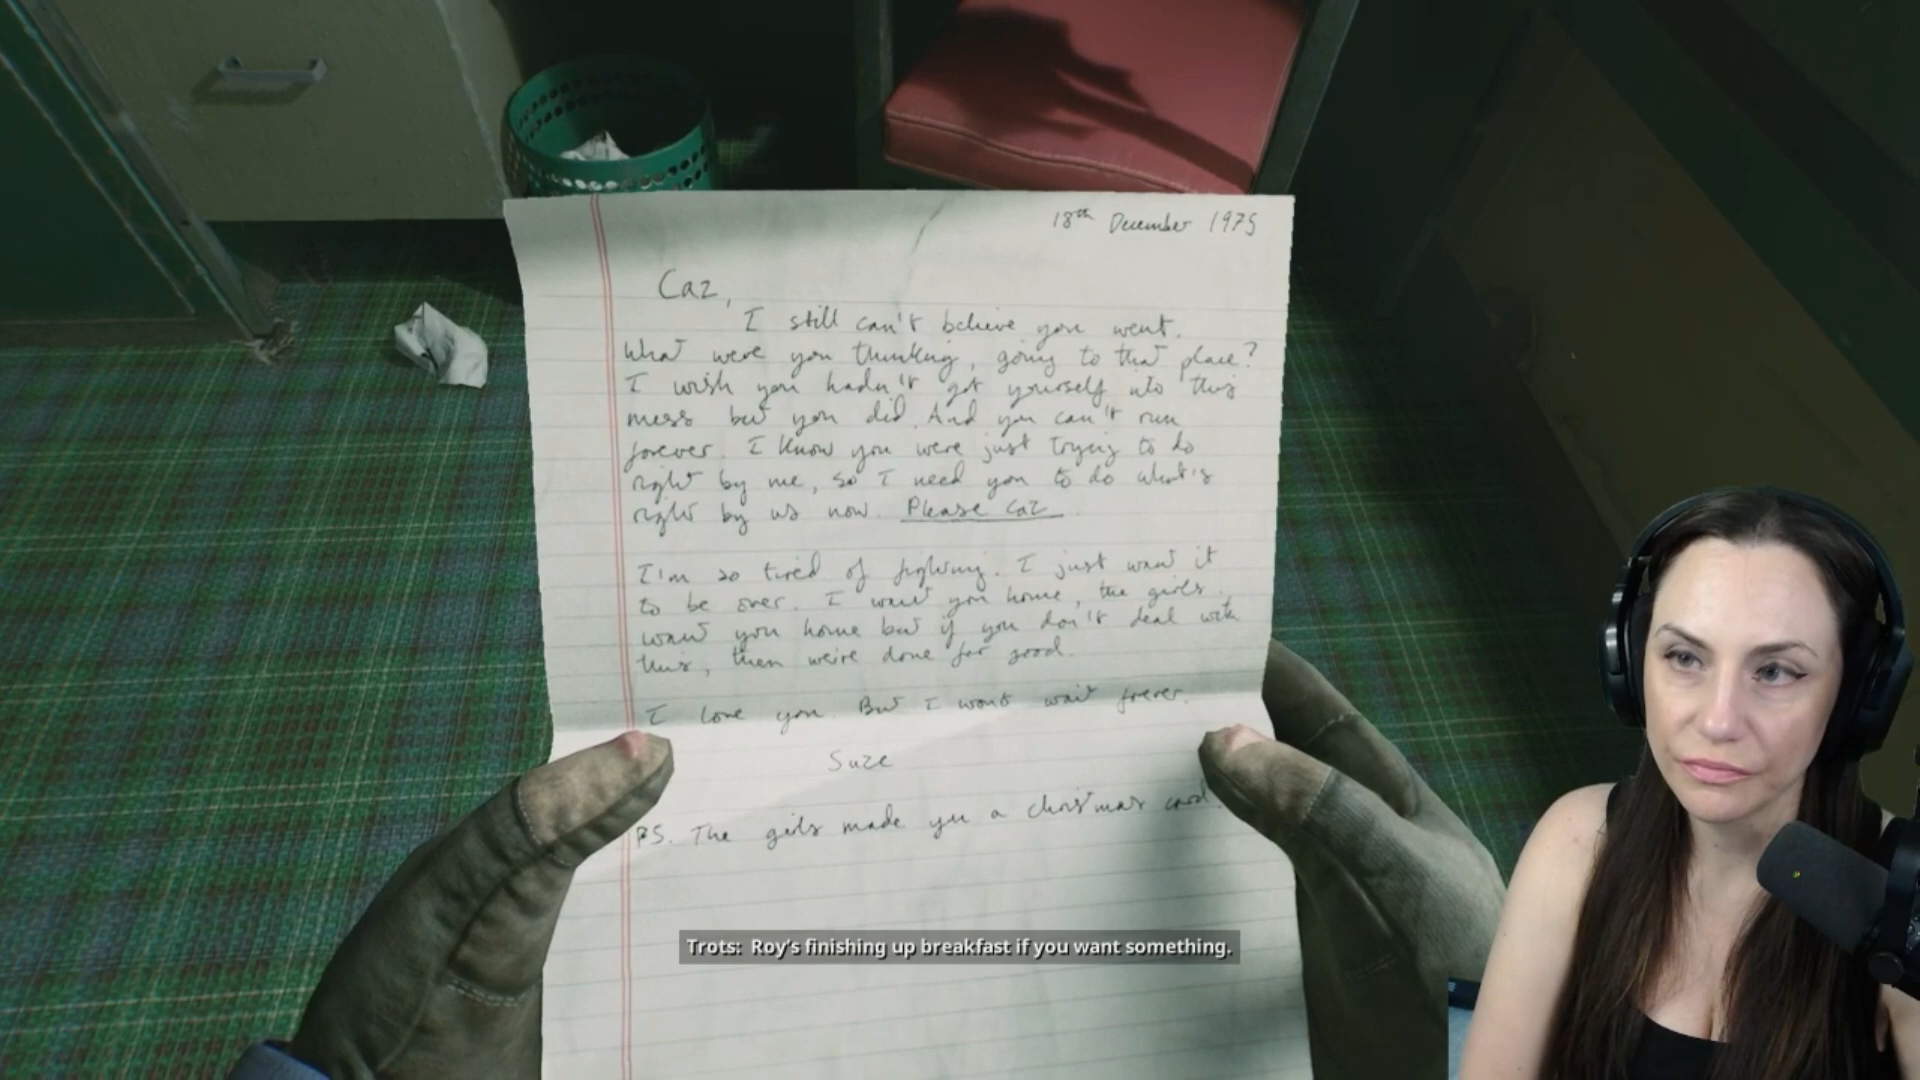 18th December 1975
Caz,
I still can't believe you went.
What were you thinking, going to that place?
I wish you hadn't got yourself into this
mess but you did. And you can't run
forever. I know you were just trying to do
right by me, so I need you to do what's
right by us now. Please Caz.
I'm so tired of fighting. I just want it
to be over. I want you home, the girls
want you home but if you don't deal with
this, then we're done for good.
I love you. But I won't wait forever.
Suze
P.S. The girls made you a christmas card.
Trots: Roy's finishing up breakfast if you want something.